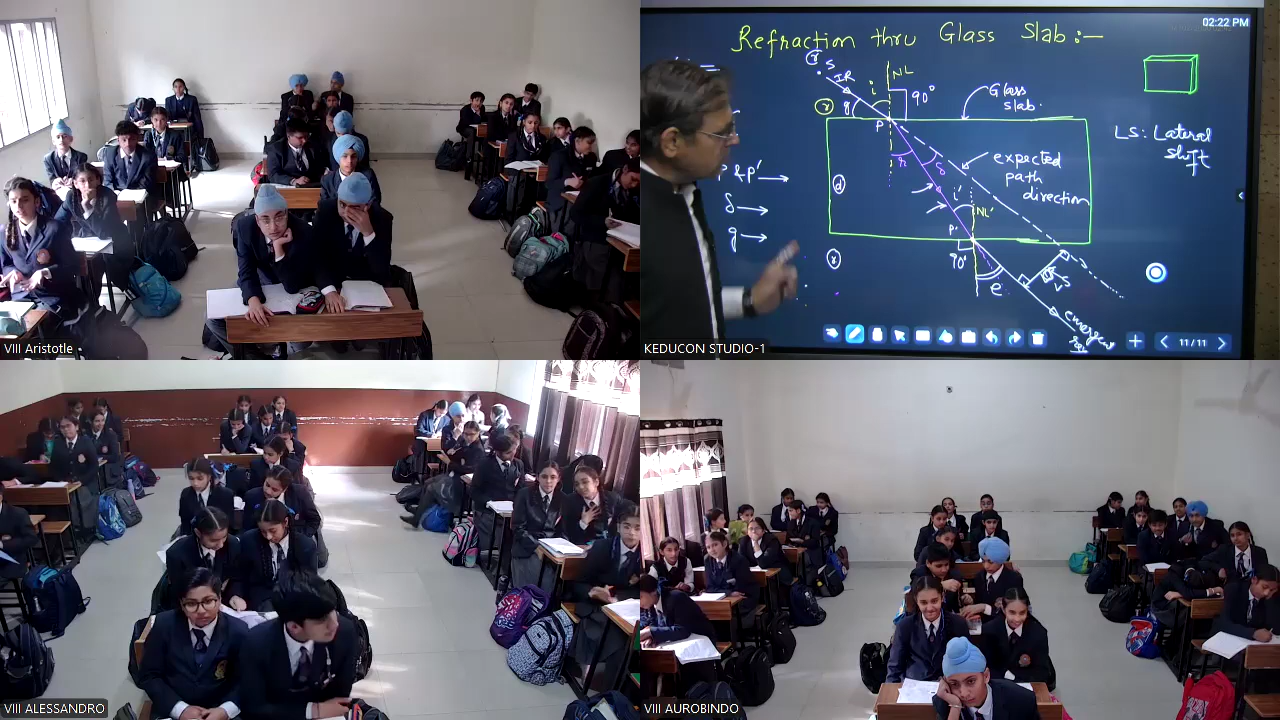 VIII Aristotle
02:22 PM
Refraction thru Glass Slab:—
S
IR
i
NL
90°
g
P
Glass
slab.
LS: Lateral
shift
r
δ
expected
path
direction
P & P' →
δ →
g →
i'
NL'
P'
90°
e
LS
11/11
KEDUCON STUDIO-1
VIII ALESSANDRO
VIII AUROBINDO